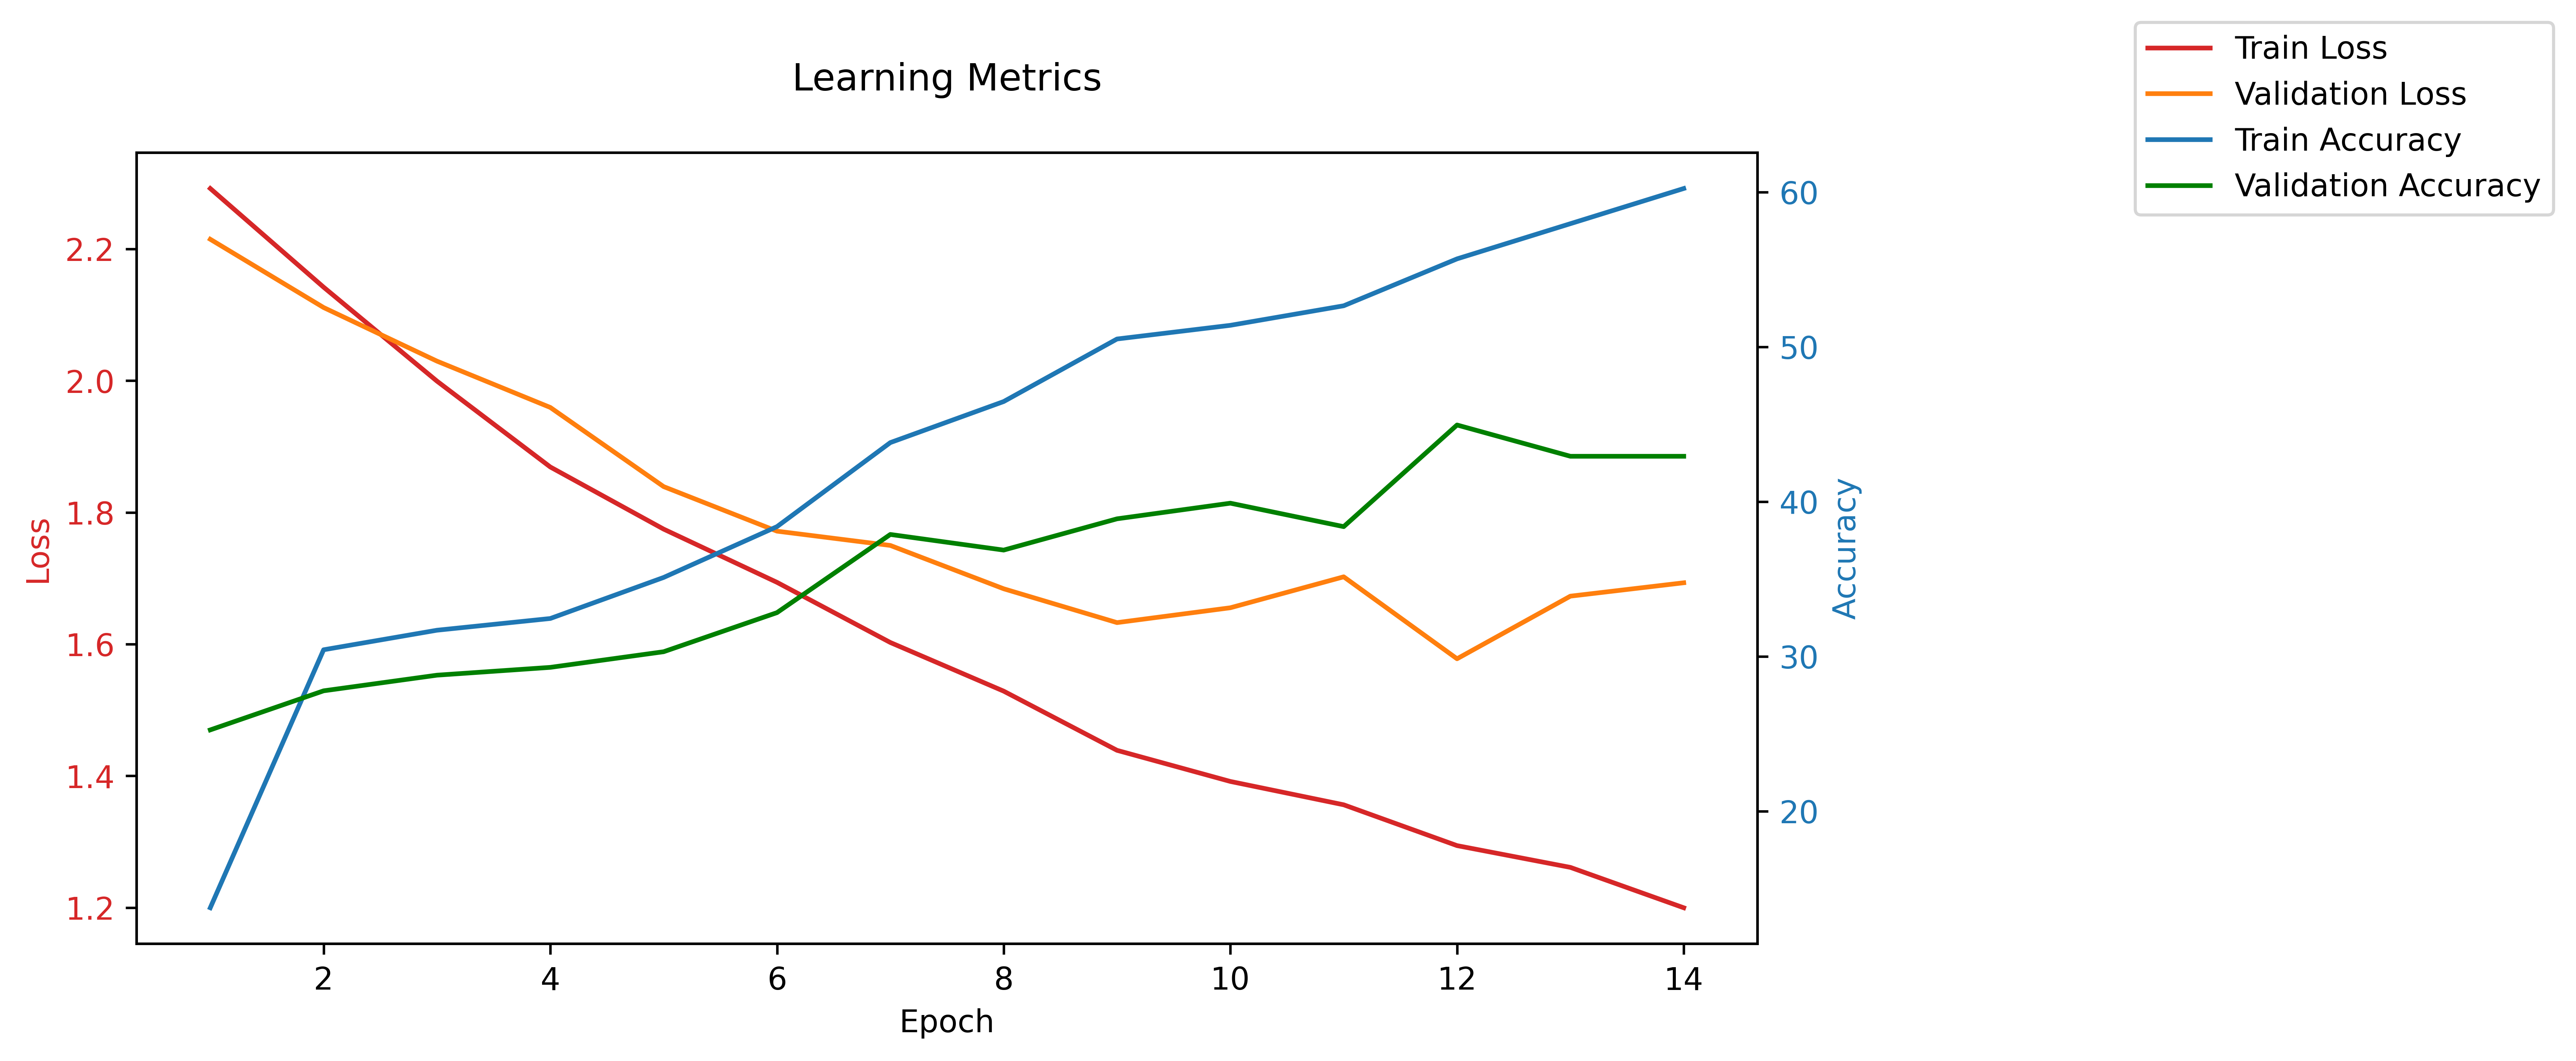 Learning Metrics
Train Loss
Validation Loss
Train Accuracy
Validation Accuracy
Loss
2.2
2.0
1.8
1.6
1.4
1.2
60
50
40
30
20
Accuracy
2 4 6 8 10 12 14
Epoch